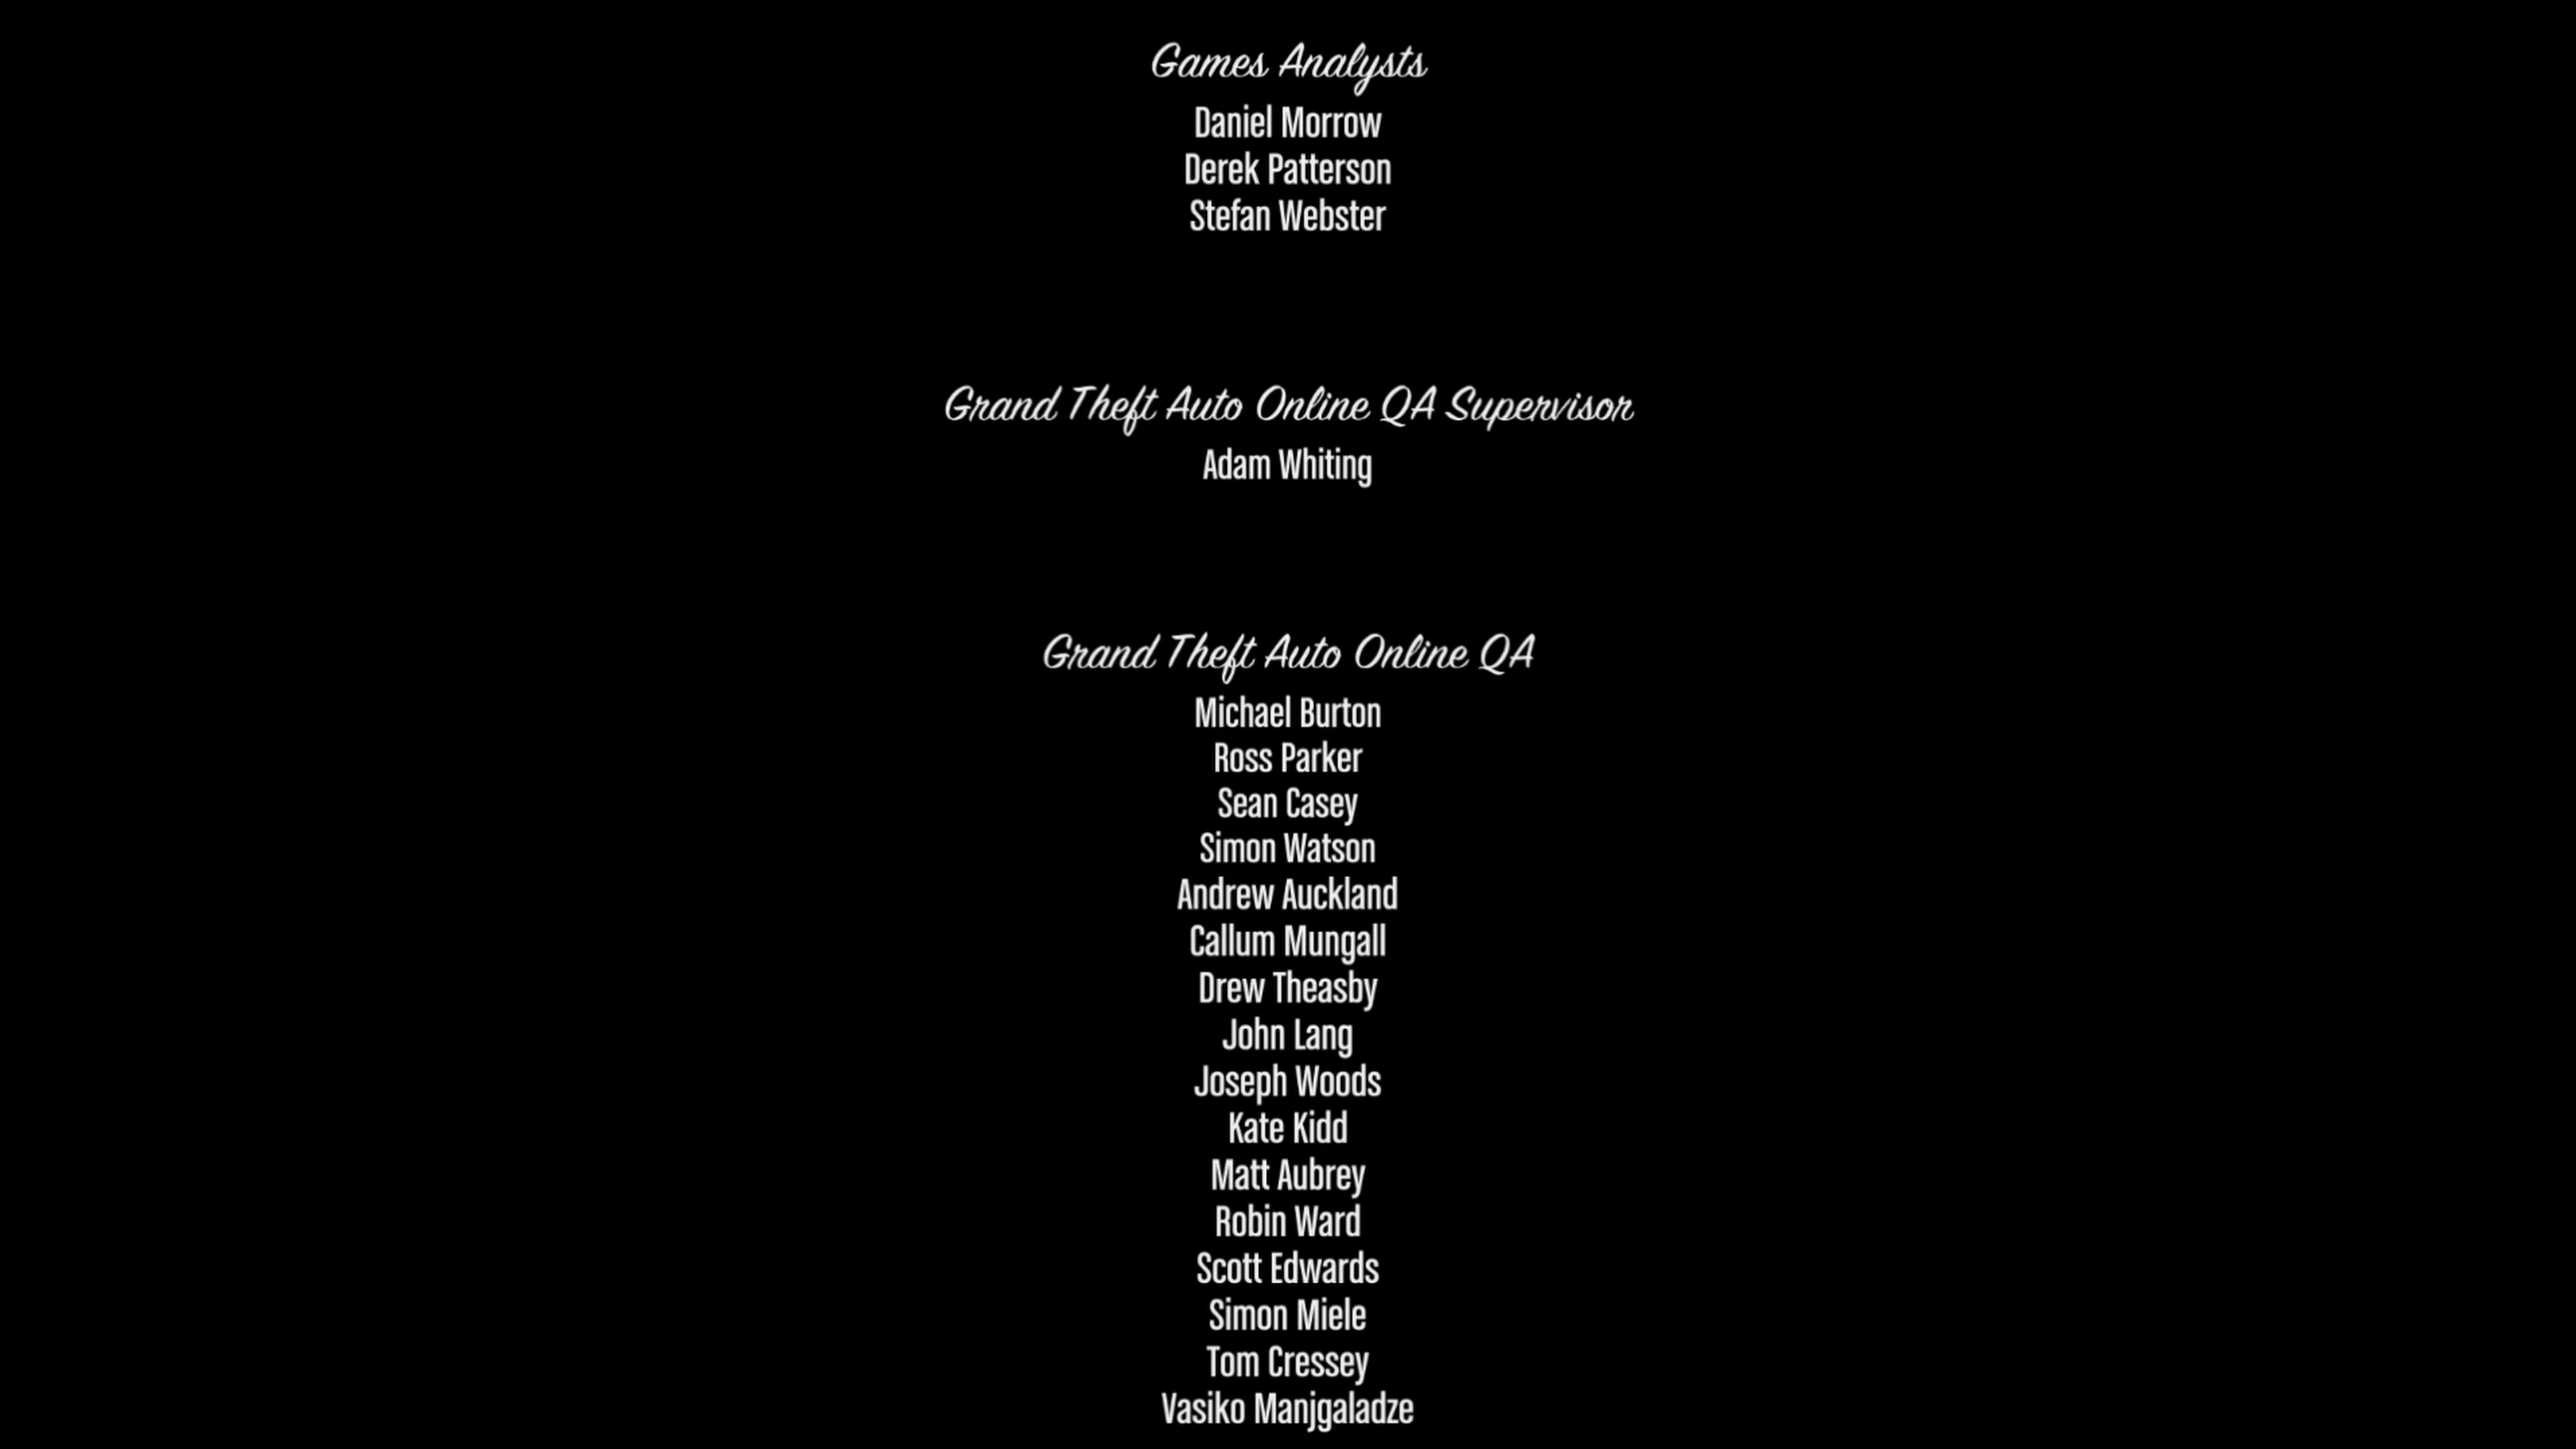 Games Analysts
Daniel Morrow
Derek Patterson
Stefan Webster
Grand Theft Auto Online QA Supervisor
Adam Whiting
Grand Theft Auto Online QA
Michael Burton
Ross Parker
Sean Casey
Simon Watson
Andrew Auckland
Callum Mungall
Drew Theasby
John Lang
Joseph Woods
Kate Kidd
Matt Aubrey
Robin Ward
Scott Edwards
Simon Miele
Tom Cressey
Vasiko Manjgaladze